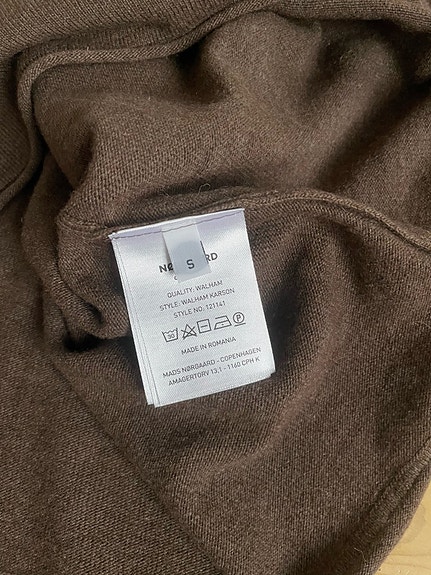 S
QUALITY: WALHAM
STYLE: WALHAM KARSON
STYLE NO. 121141
30 P
MADE IN ROMANIA
MADS NØRGAARD - COPENHAGEN
AMAGERTORV 13,1 - 1160 CPH K